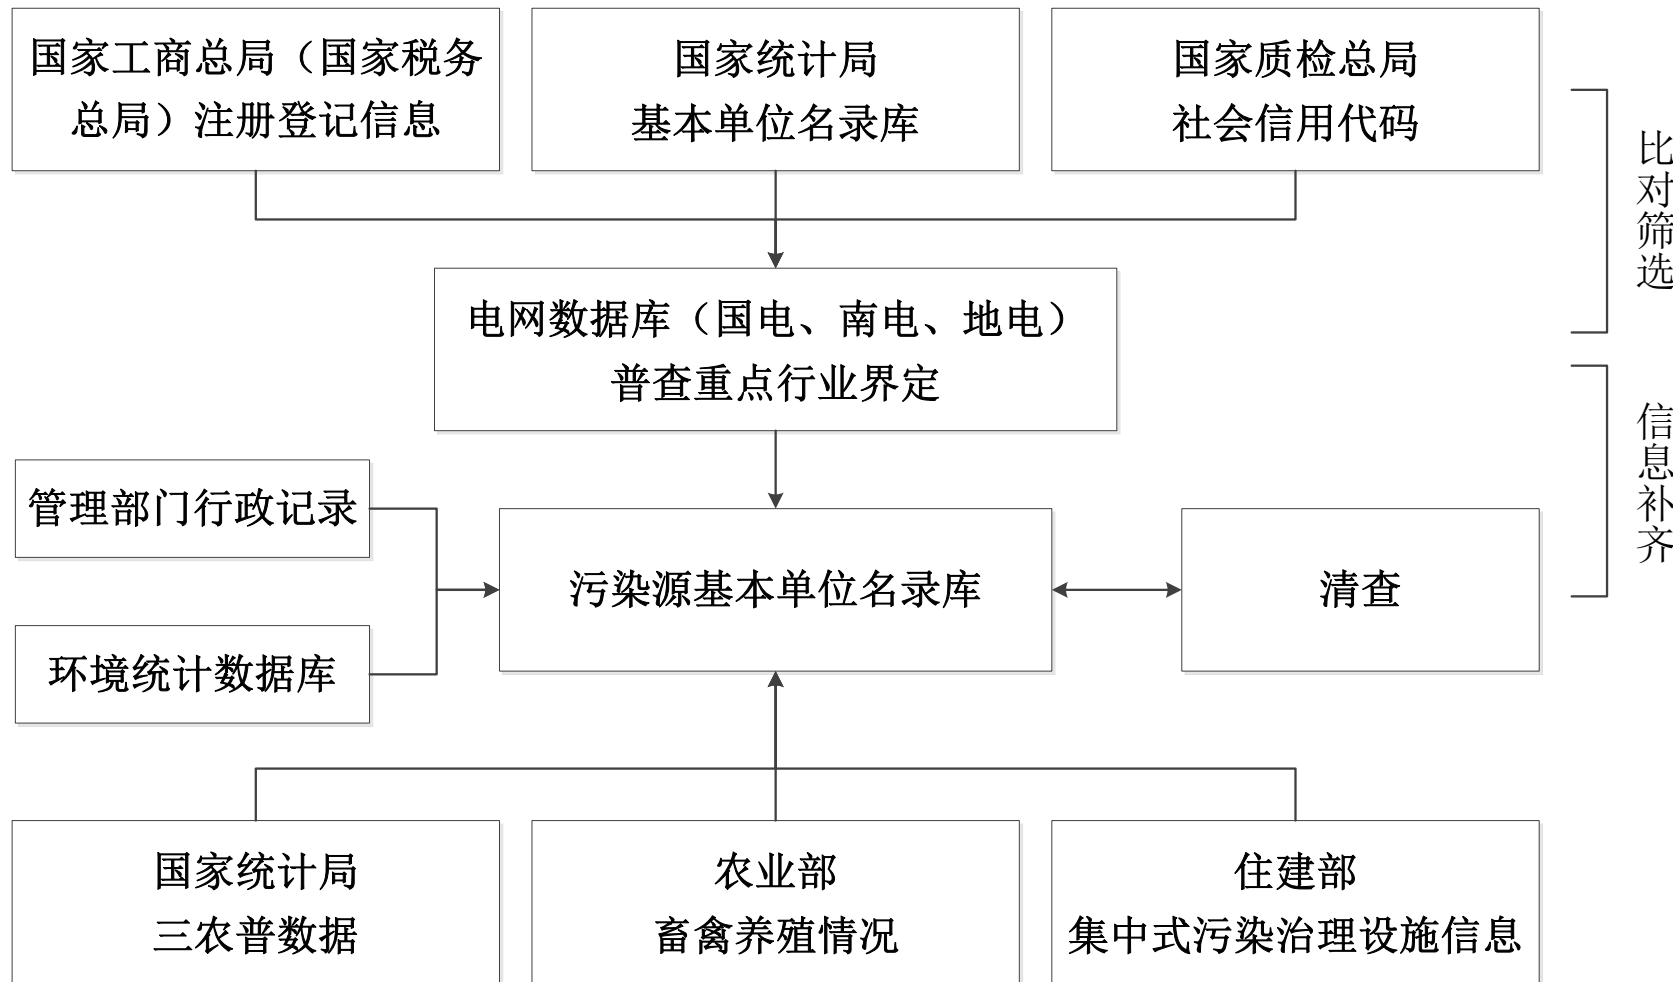 国家工商总局（国家税务
总局）注册登记信息
国家统计局
基本单位名录库
国家质检总局
社会信用代码
比对筛选
电网数据库（国电、南电、地电）
普查重点行业界定
信息补齐
管理部门行政记录
环境统计数据库
污染源基本单位名录库
清查
国家统计局
三农普数据
农业部
畜禽养殖情况
住建部
集中式污染治理设施信息